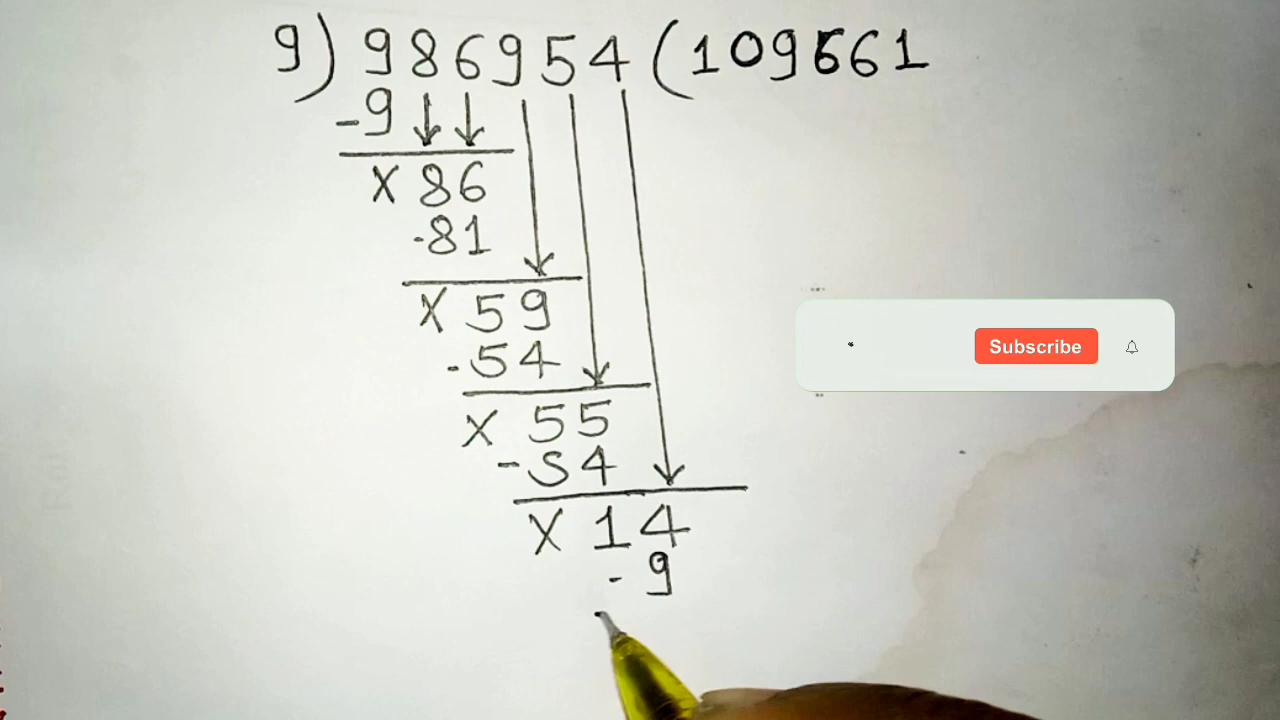 9) 986954 (109661
-9
x 86
-81
x 59
-54
x 55
-54
x 14
- 9
Subscribe